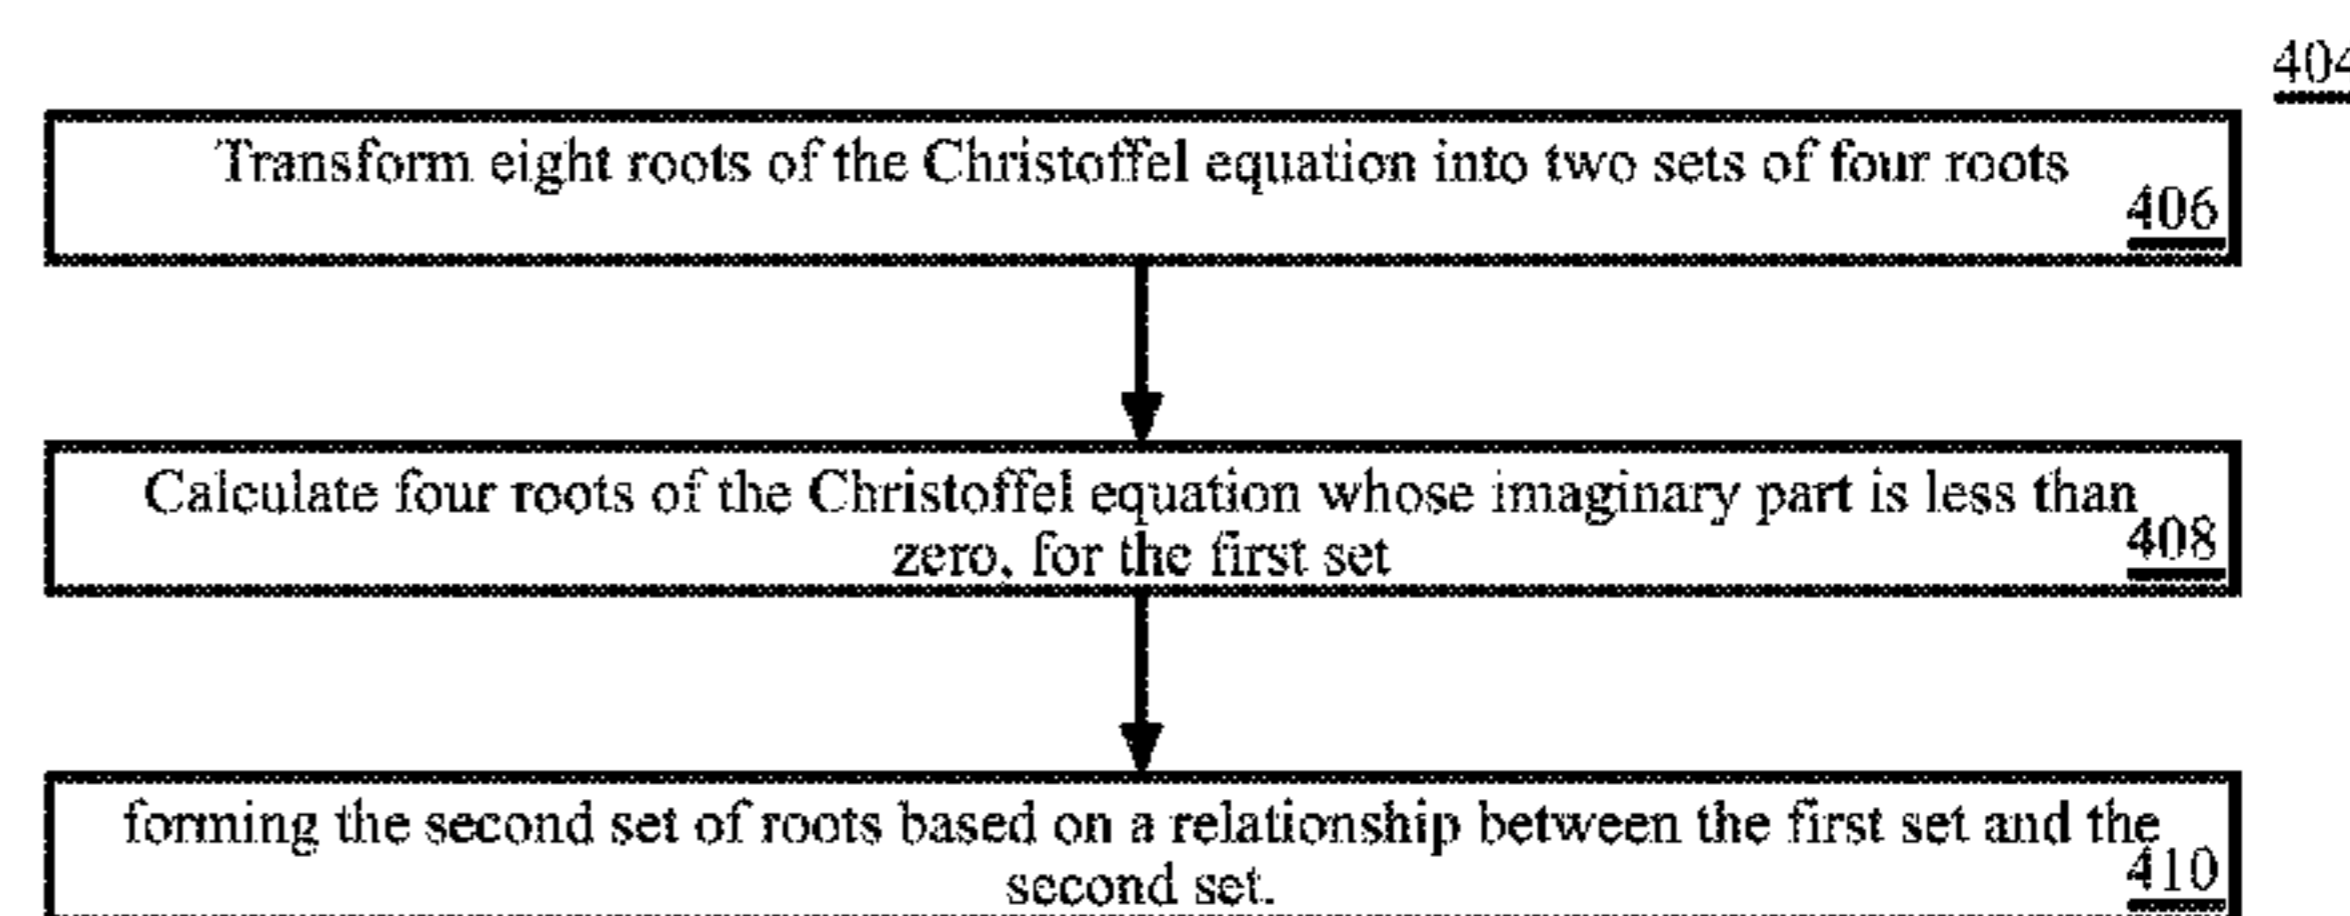 404
Transform eight roots of the Christoffel equation into two sets of four roots
406
Calculate four roots of the Christoffel equation whose imaginary part is less than
zero, for the first set
408
forming the second set of roots based on a relationship between the first set and the
second set.
410